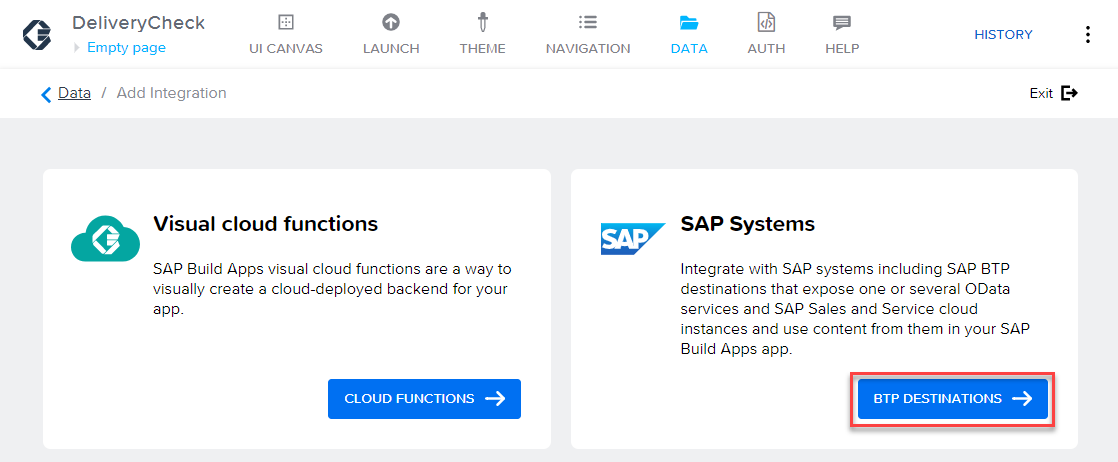 DeliveryCheck
Empty page
UI CANVAS
LAUNCH
THEME
NAVIGATION
DATA
AUTH
HELP
HISTORY
Data / Add Integration
Exit
Visual cloud functions
SAP Build Apps visual cloud functions are a way to
visually create a cloud-deployed backend for your
app.
CLOUD FUNCTIONS
SAP
SAP Systems
Integrate with SAP systems including SAP BTP
destinations that expose one or several OData
services and SAP Sales and Service cloud
instances and use content from them in your SAP
Build Apps app.
BTP DESTINATIONS